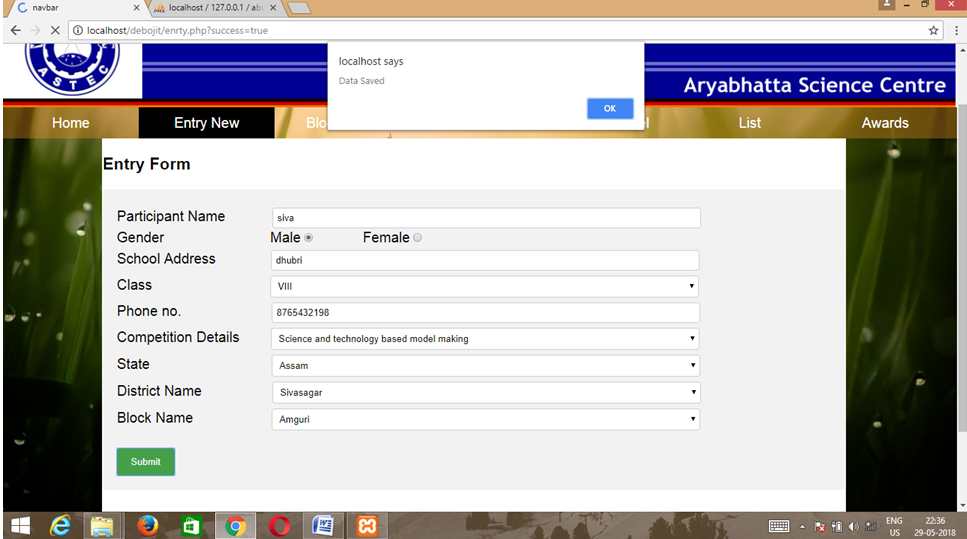 navbar
localhost / 127.0.0.1 / abs
localhost/debojit/enrty.php?success=true
localhost says
Data Saved
OK
ASTEC
Aryabhatta Science Centre
Home Entry New Blo l List Awards
Entry Form
Participant Name siva
Gender Male Female
School Address dhubri
Class VIII
Phone no. 8765432198
Competition Details Science and technology based model making
State Assam
District Name Sivasagar
Block Name Amguri
Submit
ENG 22:36
US 29-05-2018